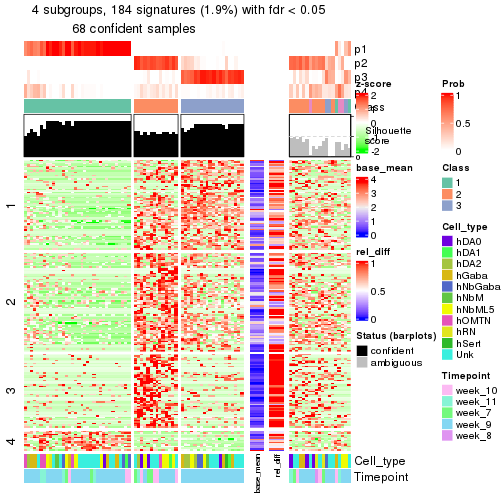 4 subgroups, 184 signatures (1.9%) with fdr < 0.05
68 confident samples
p1
p2
p3
p4
Class
z-score
2
0
-2
Silhouette
score
1
2
3
4
base_mean
rel_diff
Cell_type
Timepoint
base_mean
4
3
2
1
0
rel_diff
1
0.5
0
Status (barplots)
confident
ambiguous
Prob
1
0.5
0
Class
1
2
3
Cell_type
hDA0
hDA1
hDA2
hGaba
hNbGaba
hNbM
hNbML5
hOMTN
hRN
hSert
Unk
Timepoint
week_10
week_11
week_7
week_9
week_8